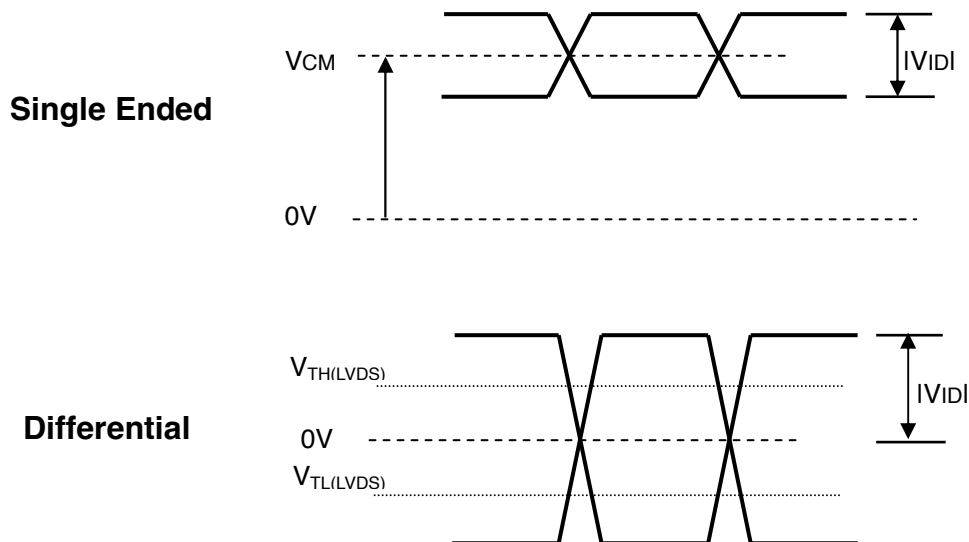 VCM
|VID|
Single Ended
0V
VTH(LVDS)
|VID|
Differential
0V
VTL(LVDS)